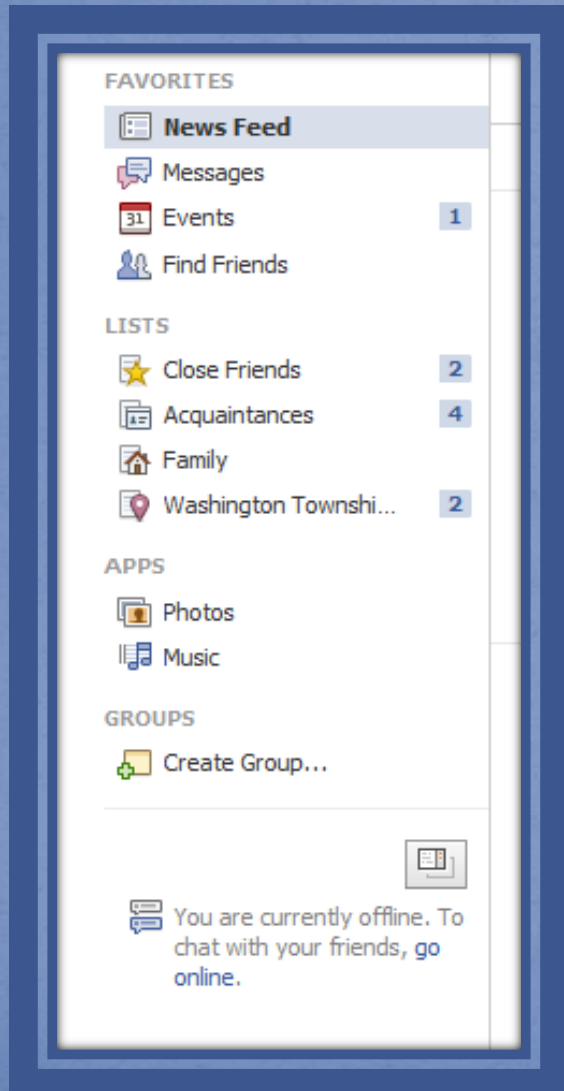 FAVORITES
News Feed
Messages
31 Events 1
Find Friends
LISTS
Close Friends 2
Acquaintances 4
Family
Washington Townshi... 2
APPS
Photos
Music
GROUPS
Create Group...
You are currently offline. To
chat with your friends, go
online.